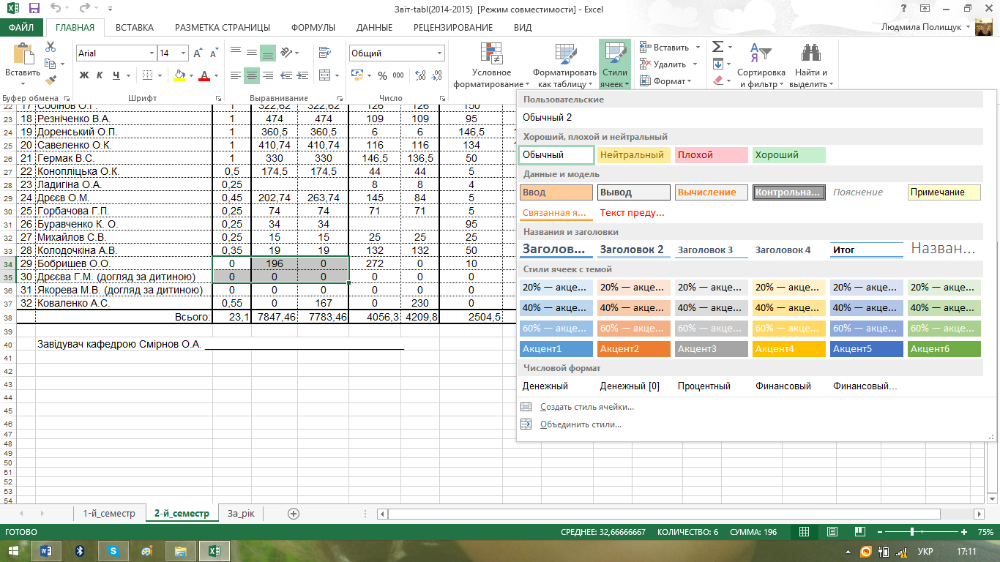 Звіт-tabl(2014-2015) [Режим совместимости] - Excel
ФАЙЛ ГЛАВНАЯ ВСТАВКА РАЗМЕТКА СТРАНИЦЫ ФОРМУЛЫ ДАННЫЕ РЕЦЕНЗИРОВАНИЕ ВИД Людмила Полищук
Вставить
Arial 14
Ж К Ч
Общий
% 000
Условное форматирование
Форматировать как таблицу
Стили ячеек
Вставить
Удалить
Формат
Сортировка и фильтр
Найти и выделить
Буфер обмена Шрифт Выравнивание Число
22 17 Собінов О.Г. 1 322,62 322,62 126 126 150
23 18 Резніченко В.А. 1 474 474 109 109 95
24 19 Доренський О.П. 1 360,5 360,5 6 6 146,5
25 20 Савеленко О.К. 1 410,74 410,74 116 116 134
26 21 Гермак В.С. 1 330 330 146,5 136,5 50
27 22 Конопліцька О.К. 0,5 174,5 174,5 44 44 5
28 23 Ладигіна О.А. 0,25 8 8 4
29 24 Дрєєв О.М. 0,45 202,74 263,74 145 84 5
30 25 Горбачова Г.П. 0,25 74 74 71 71 5
31 26 Буравченко К. О. 0,25 34 34 95
32 27 Михайлов С.В. 0,25 15 15 25 25 25
33 28 Колодочкіна А.В. 0,35 19 19 132 132 50
34 29 Бобришев О.О. 0 196 0 272 0 10
35 30 Дрєєва Г.М. (догляд за дитиною) 0 0 0 0 0 0
36 31 Якорева М.В. (догляд за дитиною) 0 0 0 0 0 0
37 32 Коваленко А.С. 0,55 0 167 0 230 0
38 Всього: 23,1 7847,46 7783,46 4056,3 4209,8 2504,5
39
40 Завідувач кафедрою Смірнов О.А.
41
42
43
44
45
46
47
48
49
50
51
52
53
54
Пользовательские
Обычный 2
Хороший, плохой и нейтральный
Обычный Нейтральный Плохой Хороший
Данные и модель
Ввод Вывод Вычисление Контрольна... Пояснение Примечание
Связанная я... Текст преду...
Названия и заголовки
Заголов... Заголовок 2 Заголовок 3 Заголовок 4 Итог Назван...
Стили ячеек с темой
20% — акце... 20% — акце... 20% — акце... 20% — акце... 20% — акце... 20% — акце...
40% — акце... 40% — акце... 40% — акце... 40% — акце... 40% — акце... 40% — акце...
60% — акце... 60% — акце... 60% — акце... 60% — акце... 60% — акце... 60% — акце...
Акцент1 Акцент2 Акцент3 Акцент4 Акцент5 Акцент6
Числовой формат
Денежный Денежный [0] Процентный Финансовый Финансовый...
Создать стиль ячейки...
Объединить стили...
1-й_семестр 2-й_семестр За_рік
ГОТОВО СРЕДНЕЕ: 32,66666667 КОЛИЧЕСТВО: 6 СУММА: 196 75%
УКР 17:11